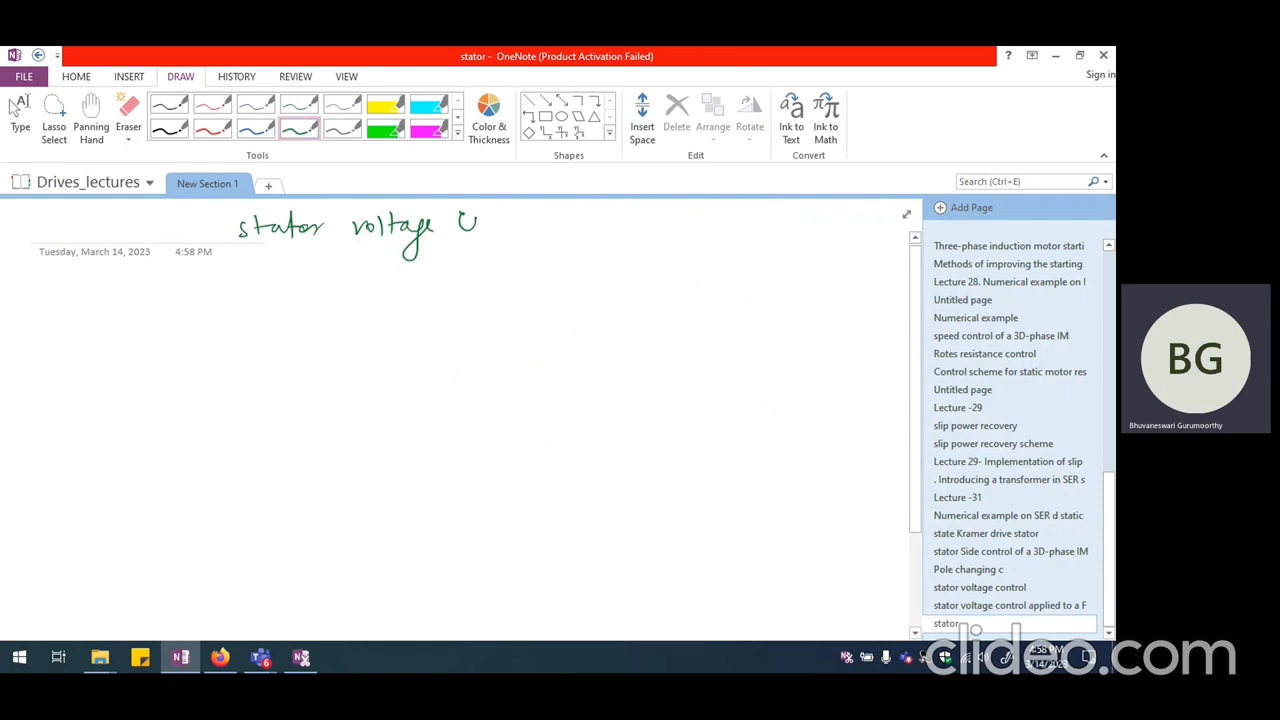 stator - OneNote (Product Activation Failed)
?
Sign in
FILE HOME INSERT DRAW HISTORY REVIEW VIEW
Type
Lasso Select
Panning Hand
Eraser
Color & Thickness
Insert Space
Delete
Arrange
Rotate
Ink to Text
Ink to Math
Tools
Shapes
Edit
Convert
Drives_lectures
New Section 1
Search (Ctrl+E)
stator voltage C
Tuesday, March 14, 2023 4:58 PM
Add Page
Three-phase induction motor starti
Methods of improving the starting
Lecture 28. Numerical example on I
Untitled page
Numerical example
speed control of a 3D-phase IM
Rotes resistance control
Control scheme for static motor res
Untitled page
Lecture -29
slip power recovery
slip power recovery scheme
Lecture 29- Implementation of slip
. Introducing a transformer in SER s
Lecture -31
Numerical example on SER d static
state Kramer drive stator
stator Side control of a 3D-phase IM
Pole changing c
stator voltage control
stator voltage control applied to a F
stator
BG
Bhuvaneswari Gurumoorthy
4:58 PM
3/14/2023
clideo.com